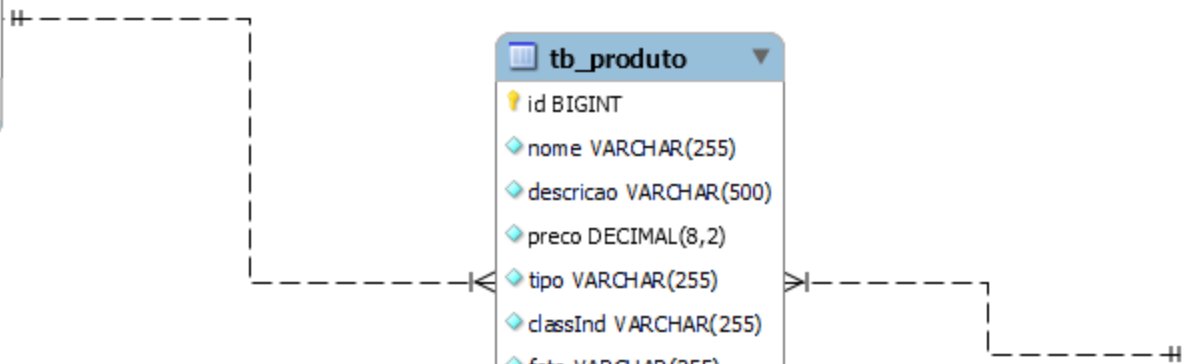 tb_produto
id BIGINT
nome VARCHAR(255)
descricao VARCHAR(500)
preco DECIMAL(8,2)
tipo VARCHAR(255)
classInd VARCHAR(255)